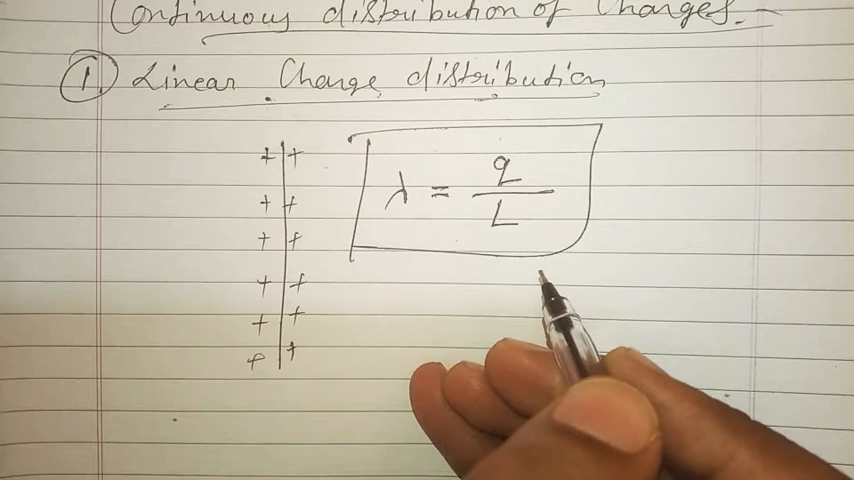 Continuous distribution of Charges.-
① Linear Charge distribution
+ +
+ +
λ = q/L
+ +
+ +
+ +
+ +